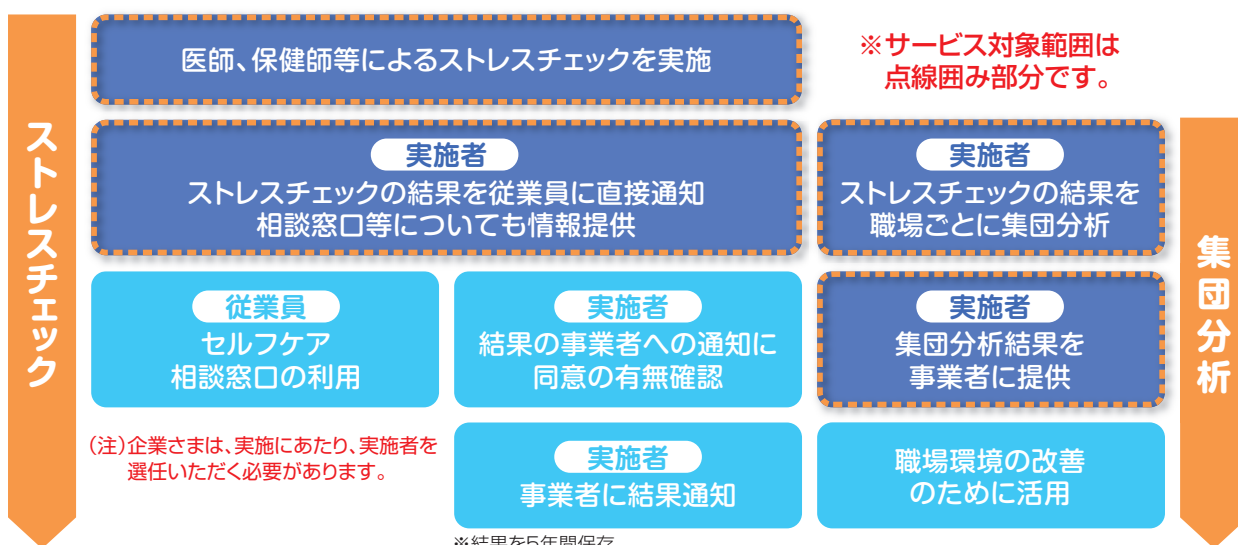 ストレスチェック
医師、保健師等によるストレスチェックを実施
※サービス対象範囲は
点線囲み部分です。
実施者
ストレスチェックの結果を従業員に直接通知
相談窓口等についても情報提供
実施者
ストレスチェックの結果を
職場ごとに集団分析
集団分析
従業員
セルフケア
相談窓口の利用
実施者
結果の事業者への通知に
同意の有無確認
実施者
集団分析結果を
事業者に提供
(注)企業さまは、実施にあたり、実施者を
選任いただく必要があります。
実施者
事業者に結果通知
職場環境の改善
のために活用
※結果を5年間保存